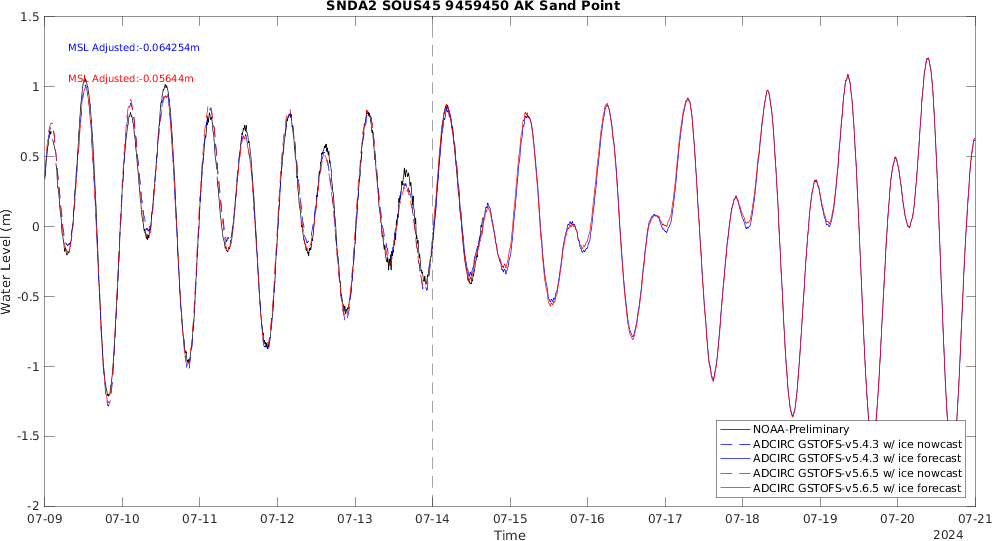 SNDA2 SOUS45 9459450 AK Sand Point
1.5
MSL Adjusted:-0.064254m
MSL Adjusted:-0.05644m
1
0.5
0
-0.5
-1
-1.5
-2
Water Level (m)
NOAA-Preliminary
ADCIRC GSTOFS-v5.4.3 w/ ice nowcast
ADCIRC GSTOFS-v5.4.3 w/ ice forecast
ADCIRC GSTOFS-v5.6.5 w/ ice nowcast
ADCIRC GSTOFS-v5.6.5 w/ ice forecast
07-09 07-10 07-11 07-12 07-13 07-14 07-15 07-16 07-17 07-18 07-19 07-20 07-21
Time
2024